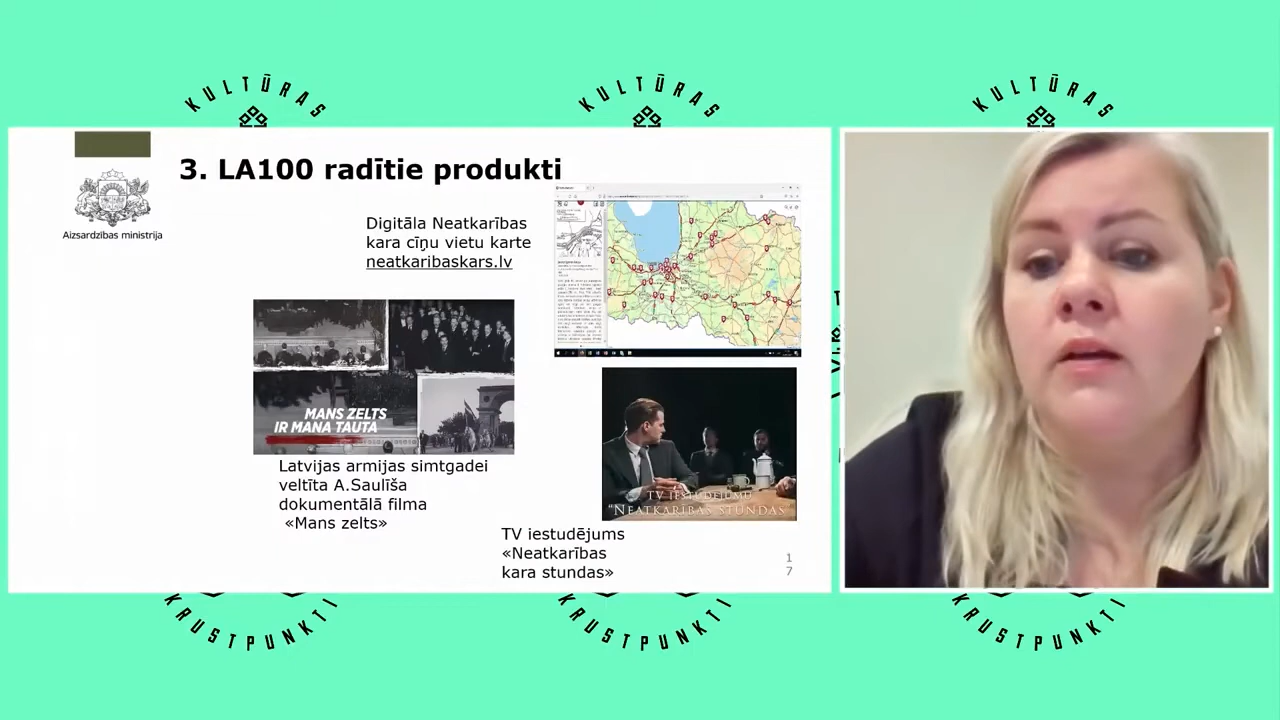 KULTŪRAS
KULTŪRAS
KULTŪRAS
3. LA100 radītie produkti
Aizsardzības ministrija
Digitāla Neatkarības
kara cīņu vietu karte
neatkaribaskars.lv
MANS ZELTS
IR MANA TAUTA
Latvijas armijas simtgadei
veltīta A.Saulīša
dokumentālā filma
«Mans zelts»
TV IESTUDĒJUMU
"NEATKARĪBAS STUNDAS
TV iestudējums
«Neatkarības
kara stundas»
1
7
KRUSTPUNKTI
KRUSTPUNKTI
KRUSTPUNKTI